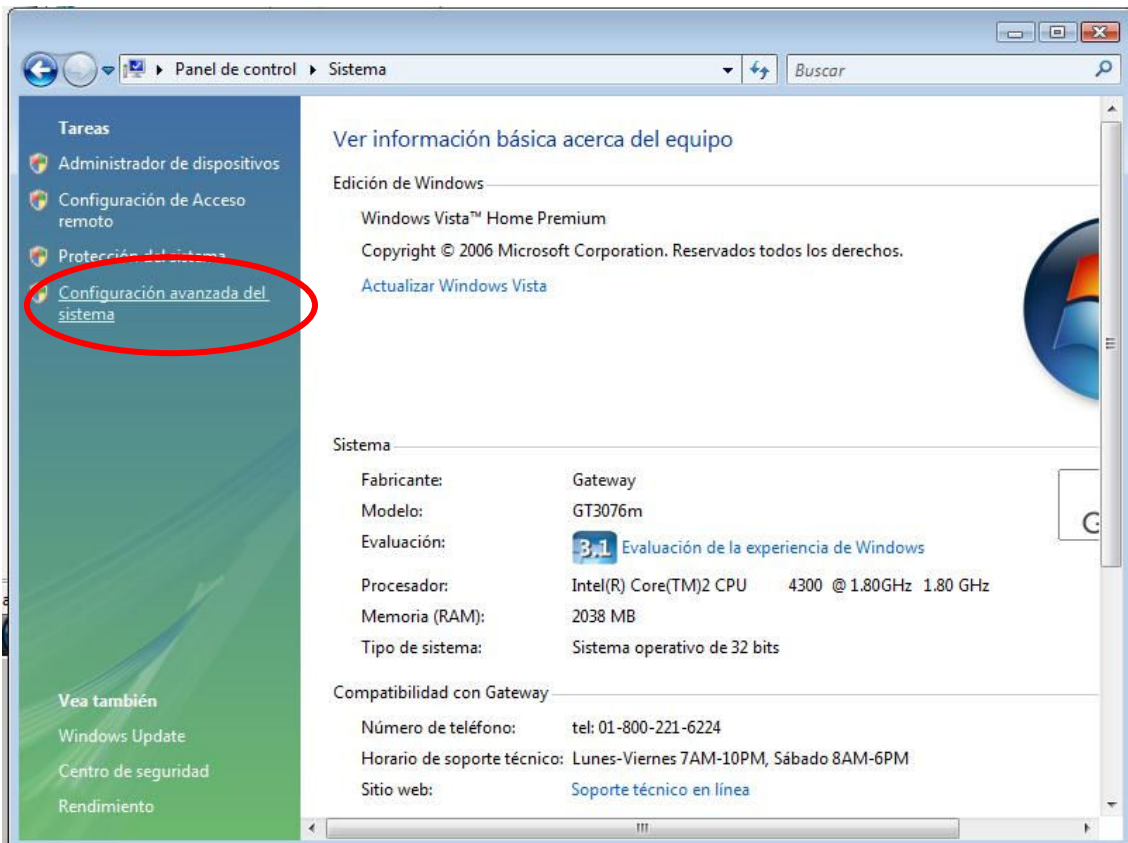 Panel de control ▸ Sistema
Buscar
Tareas
Administrador de dispositivos
Configuración de Acceso
remoto
Protección del sistema
Configuración avanzada del
sistema
Vea también
Windows Update
Centro de seguridad
Rendimiento
Ver información básica acerca del equipo
Edición de Windows
Windows Vista™ Home Premium
Copyright © 2006 Microsoft Corporation. Reservados todos los derechos.
Actualizar Windows Vista
Sistema
Fabricante: Gateway
Modelo: GT3076m
Evaluación: 3,1 Evaluación de la experiencia de Windows
Procesador: Intel(R) Core(TM)2 CPU 4300 @ 1.80GHz 1.80 GHz
Memoria (RAM): 2038 MB
Tipo de sistema: Sistema operativo de 32 bits
Compatibilidad con Gateway
Número de teléfono: tel: 01-800-221-6224
Horario de soporte técnico: Lunes-Viernes 7AM-10PM, Sábado 8AM-6PM
Sitio web: Soporte técnico en línea